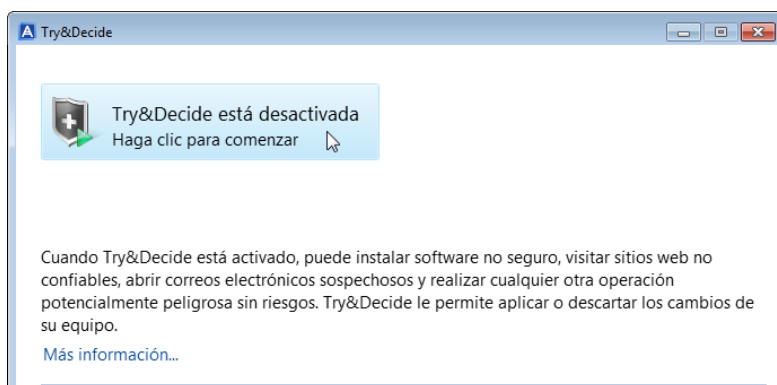 Try&Decide
Try&Decide está desactivada
Haga clic para comenzar
Cuando Try&Decide está activado, puede instalar software no seguro, visitar sitios web no
confiables, abrir correos electrónicos sospechosos y realizar cualquier otra operación
potencialmente peligrosa sin riesgos. Try&Decide le permite aplicar o descartar los cambios de
su equipo.
Más información...